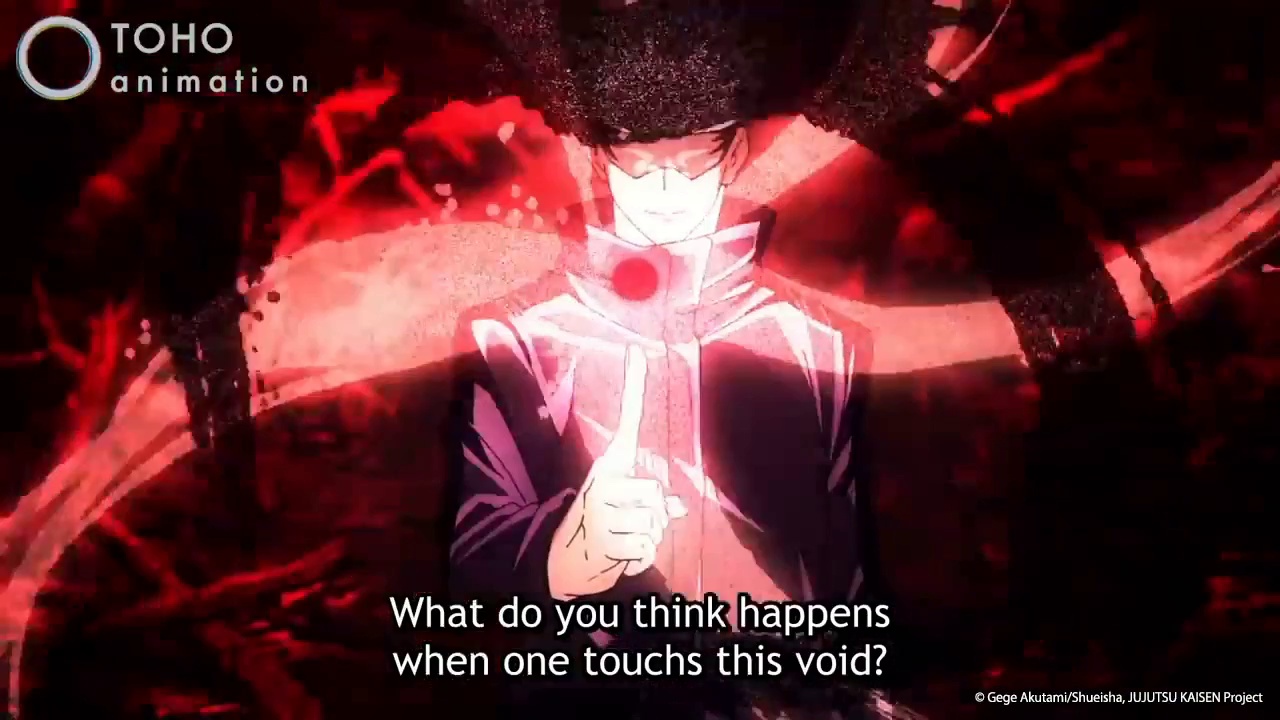 TOHO
animation
What do you think happens
when one touchs this void?
© Gege Akutami/Shueisha, JUJUTSU KAISEN Project